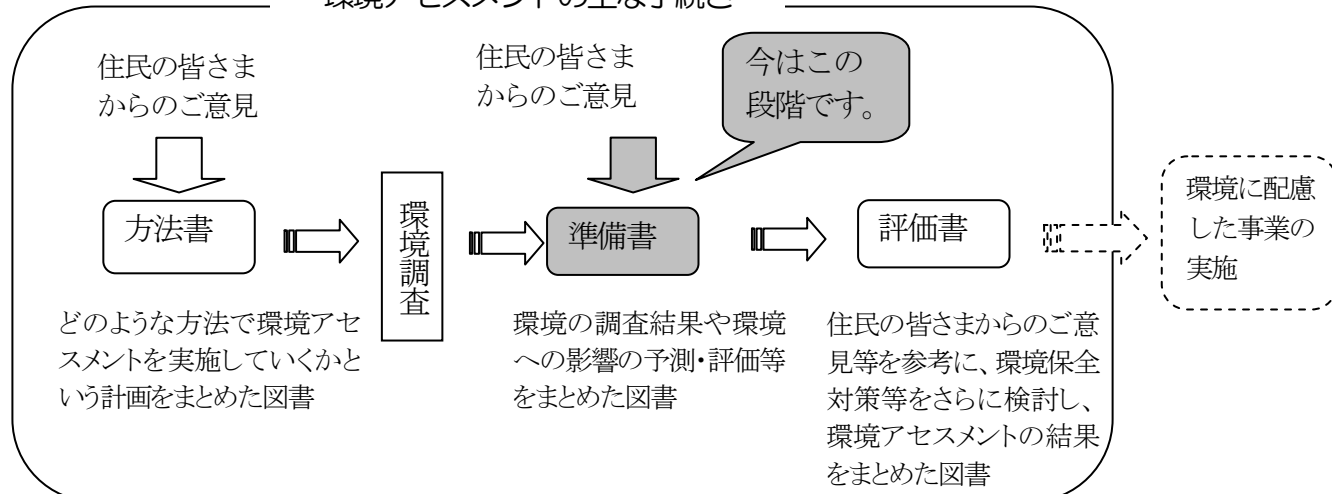 環境アセスメントの主な手続き
住民の皆さま
からのご意見
住民の皆さま
からのご意見
今はこの
段階です。
方法書
環境調査
準備書
評価書
環境に配慮
した事業の
実施
どのような方法で環境アセ
スメントを実施していくかと
いう計画をまとめた図書
環境の調査結果や環境
への影響の予測・評価等
をまとめた図書
住民の皆さまからのご意
見等を参考に、環境保全
対策等をさらに検討し、
環境アセスメントの結果
をまとめた図書